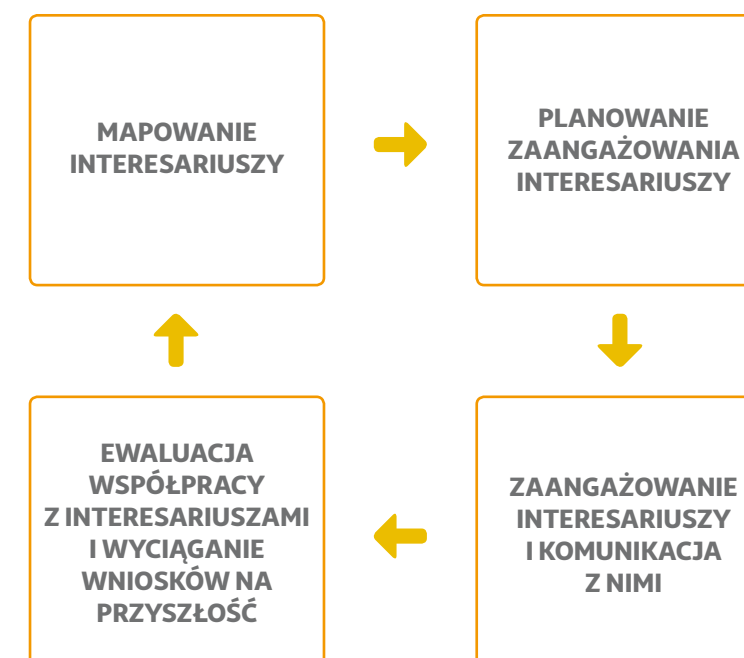 MAPOWANIE
INTERESARIUSZY
PLANOWANIE
ZAANGAŻOWANIA
INTERESARIUSZY
ZAANGAŻOWANIE
INTERESARIUSZY
I KOMUNIKACJA
Z NIMI
EWALUACJA
WSPÓŁPRACY
Z INTERESARIUSZAMI
I WYCIĄGANIE
WNIOSKÓW NA
PRZYSZŁOŚĆ